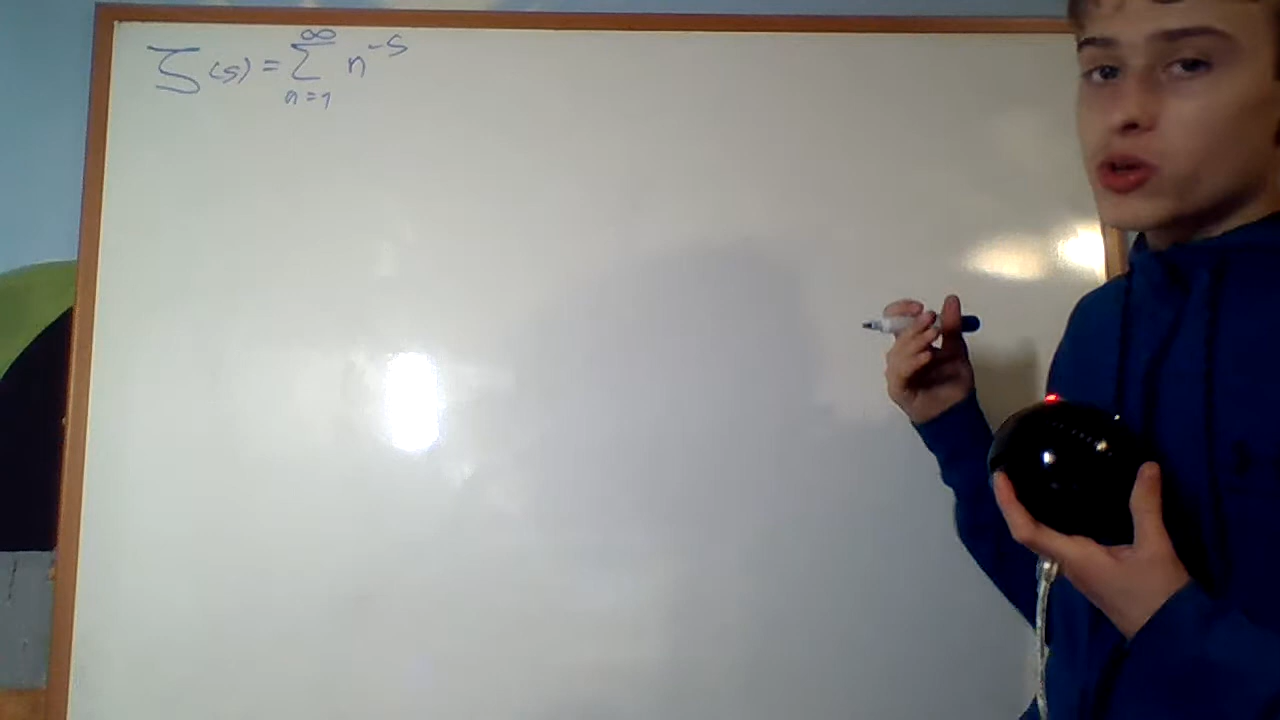 ζ(s) = ∑_{n=1}^{∞} n^{-s}